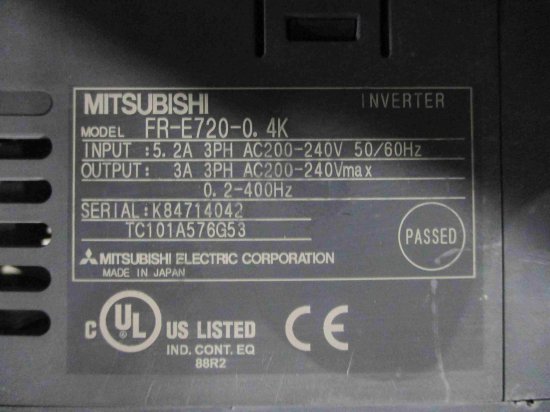 MITSUBISHI INVERTER
MODEL FR-E720-0.4K
INPUT :5.2A 3PH AC200-240V 50/60Hz
OUTPUT: 3A 3PH AC200-240Vmax
0.2-400Hz
SERIAL:K84714042
TC101A576G53
PASSED
MITSUBISHI ELECTRIC CORPORATION
MADE IN JAPAN
C UL US LISTED CE
IND. CONT. EQ
88R2